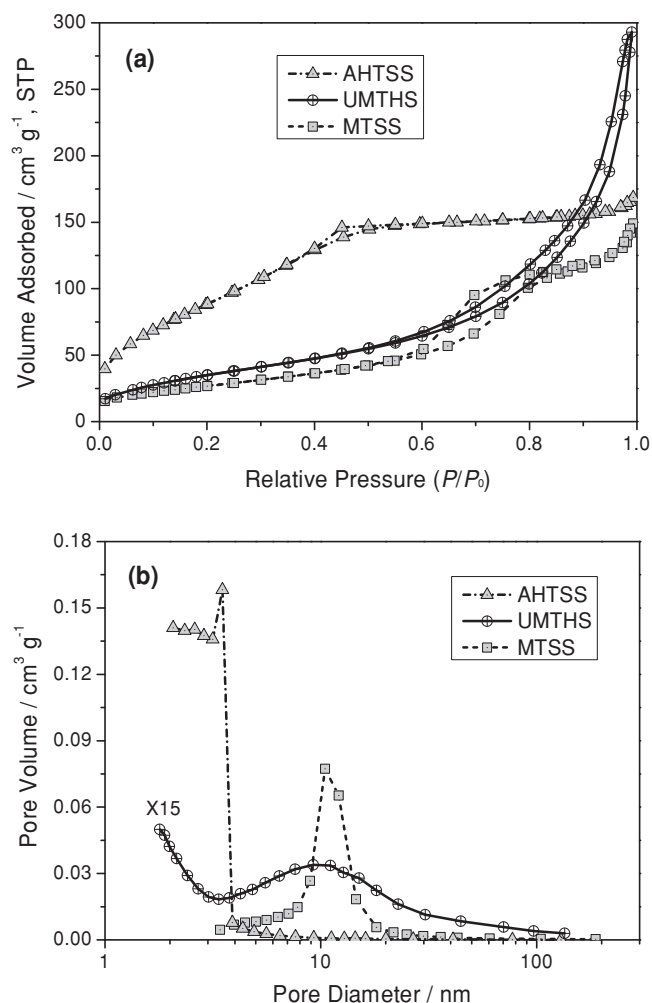 (a)
AHTSS
UMTHS
MTSS
Volume Adsorbed / cm³ g⁻¹, STP
300
250
200
150
100
50
0
0.0 0.2 0.4 0.6 0.8 1.0
Relative Pressure (P/P₀)
(b)
AHTSS
UMTHS
MTSS
X15
Pore Volume / cm³ g⁻¹
0.18
0.15
0.12
0.09
0.06
0.03
0.00
1 10 100
Pore Diameter / nm